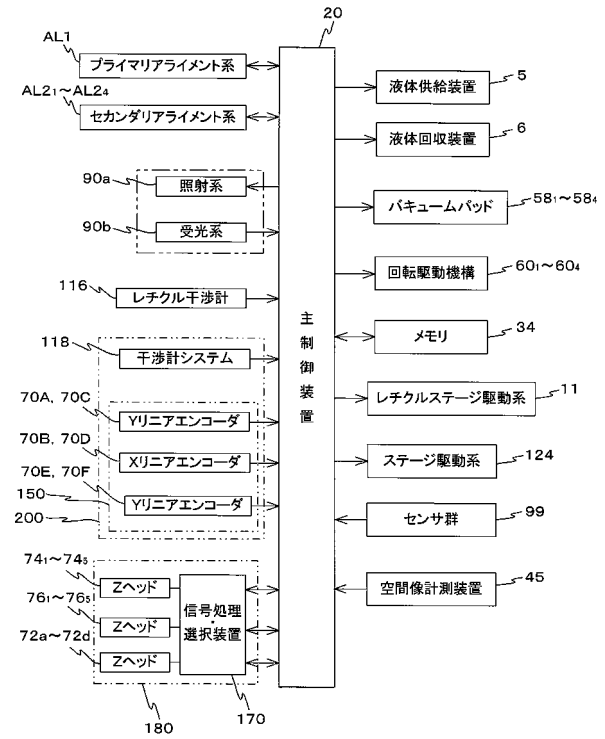 20
AL1
プライマリアライメント系
AL2₁～AL2₄
セカンダリアライメント系
90a
照射系
90b
受光系
116
レチクル干渉計
118
干渉計システム
70A, 70C
Yリニアエンコーダ
70B, 70D
Xリニアエンコーダ
70E, 70F
Yリニアエンコーダ
150
200
74₁～74₅
Zヘッド
76₁～76₅
Zヘッド
72a～72d
Zヘッド
信号処理
・
選択装置
180
170
主制御装置
液体供給装置
5
液体回収装置
6
バキュームパッド
58₁～58₄
回転駆動機構
60₁～60₄
メモリ
34
レチクルステージ駆動系
11
ステージ駆動系
124
センサ群
99
空間像計測装置
45